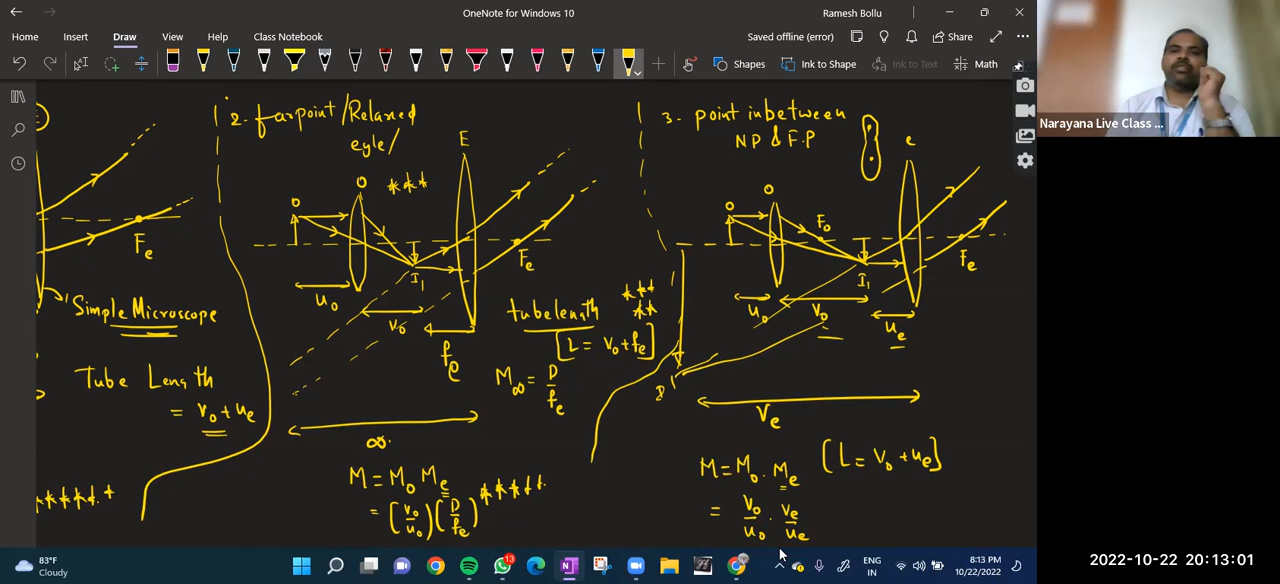 OneNote for Windows 10
Ramesh Bollu
Home Insert Draw View Help Class Notebook
Saved offline (error)
Share
Shapes
Ink to Shape
Ink to Text
Math
Narayana Live Class ...
E
Fe
Simple Microscope
Tube Length
= v0 + ue
*****
2. farpoint/Relaxed
eyle/
E
O
***
O
I1
Fe
u0
v0
fe
tubelength
***
**
[L = v0 + fe]
M∞ = D
fe
∞
M = M0 Me
= (v0/u0)(D/fe) *****
3. point inbetween
NP & F.P
e
O
O
F0
I1
Fe
u0
v0
ue
I'
Ve
M = M0 . Me
[L = v0 + ue]
= v0/u0 . ve/ue
83°F
Cloudy
13
ENG
IN
8:13 PM
10/22/2022
2022-10-22 20:13:01